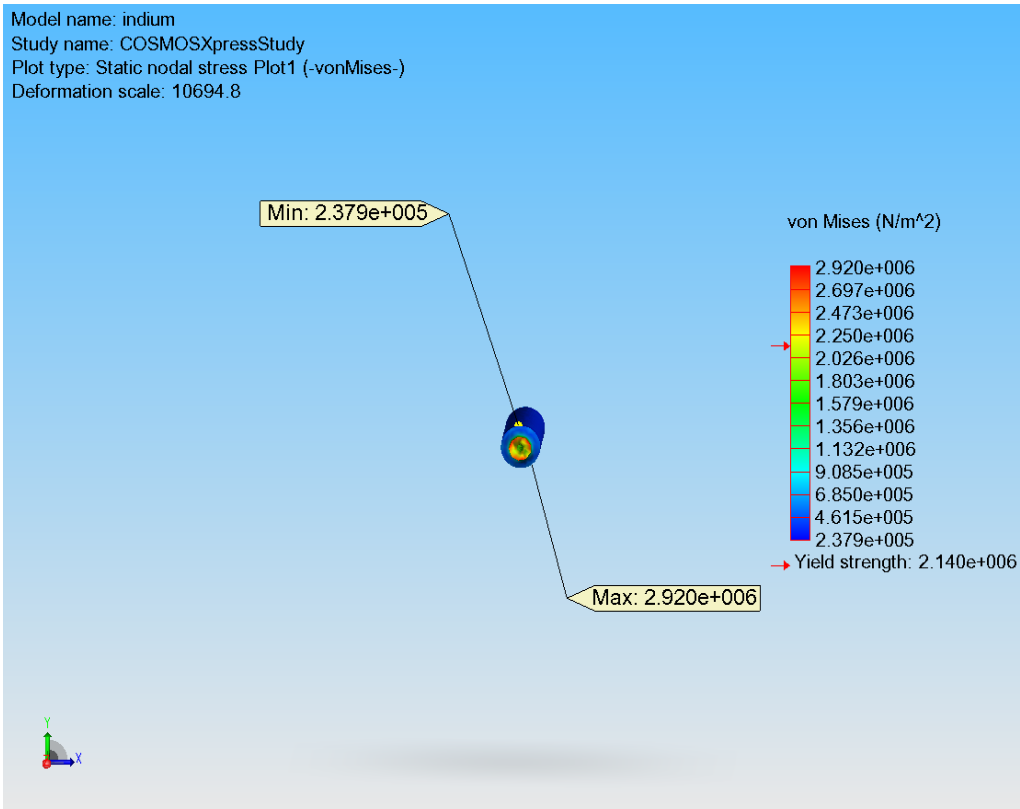 Model name: indium
Study name: COSMOSXpressStudy
Plot type: Static nodal stress Plot1 (-vonMises-)
Deformation scale: 10694.8
Min: 2.379e+005
von Mises (N/m^2)
2.920e+006
2.697e+006
2.473e+006
2.250e+006
2.026e+006
1.803e+006
1.579e+006
1.356e+006
1.132e+006
9.085e+005
6.850e+005
4.615e+005
2.379e+005
Yield strength: 2.140e+006
Max: 2.920e+006
Y
X